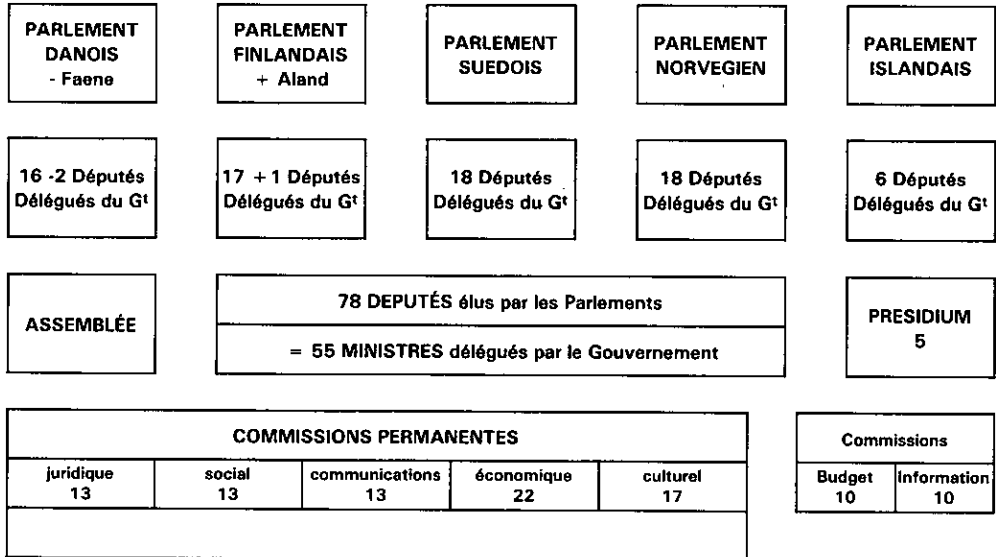 PARLEMENT
DANOIS
- Faene
PARLEMENT
FINLANDAIS
+ Aland
PARLEMENT
SUEDOIS
PARLEMENT
NORVEGIEN
PARLEMENT
ISLANDAIS
16 -2 Députés
Délégués du Gt
17 + 1 Députés
Délégués du Gt
18 Députés
Délégués du Gt
18 Députés
Délégués du Gt
6 Députés
Délégués du Gt
ASSEMBLÉE
78 DEPUTÉS élus par les Parlements
= 55 MINISTRES délégués par le Gouvernement
PRESIDIUM
5
COMMISSIONS PERMANENTES
juridique
13
social
13
communications
13
économique
22
culturel
17
Commissions
Budget
10
Information
10